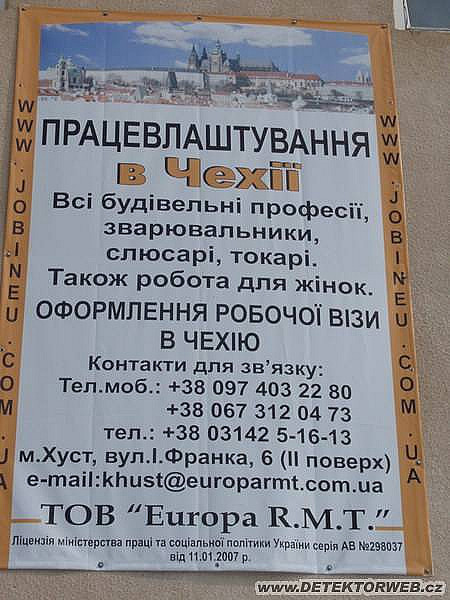 ПРАЦЕВЛАШТУВАННЯ
в Чехії
Всі будівельні професії,
зварювальники,
слюсарі, токарі.
Також робота для жінок.
ОФОРМЛЕННЯ РОБОЧОЇ ВІЗИ
В ЧЕХІЮ
Контакти для зв’язку:
Тел.моб.: +38 097 403 22 80
+38 067 312 04 73
тел.: +38 03142 5-16-13
м.Хуст, вул.І.Франка, 6 (ІІ поверх)
e-mail:khust@europarmt.com.ua
ТОВ “Europa R.M.T.”
Ліцензія міністерства праці та соціальної політики України серія АВ №298037
від 11.01.2007 р.
WWW.JOBINEU.COM.UA
WWW.JOBINEU.COM.UA
www.DETEKTORWEB.cz